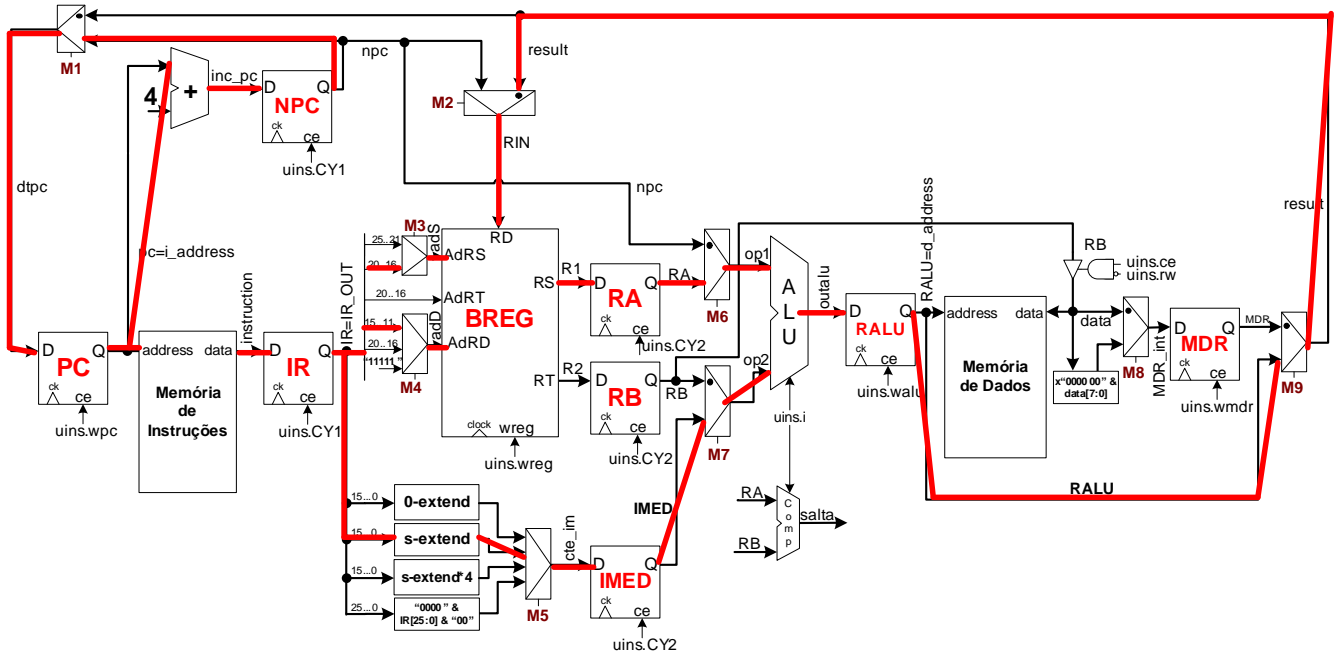 M1
npc
result
4
+
inc_pc
D
Q
NPC
ck
ce
uins.CY1
M2
RIN
dtpc
pc=i_address
instruction
IR=IR_OUT
D
Q
PC
ck
ce
uins.wpc
address
data
Memória
de
Instruções
D
Q
IR
ck
ce
uins.CY1
25...21
20...16
M3
adS
20...16
15...11
20...16
"11111"
M4
adD
RD
AdRS
RS
AdRT
BREG
AdRD
RT
clock
wreg
uins.wreg
R1
D
Q
RA
ck
ce
uins.CY2
RA
R2
D
Q
RB
ck
ce
uins.CY2
RB
npc
M6
op1
M7
op2
A
L
U
uins.i
outalu
D
Q
RALU
ck
ce
uins.walu
RALU=d_address
address
data
Memória
de Dados
RB
uins.ce
uins.rw
data
x"0000 00" &
data[7:0]
M8
MDR_int
D
Q
MDR
ck
ce
uins.wmdr
MDR
M9
result
RALU
15...0
0-extend
15...0
s-extend
15...0
s-extend*4
25...0
"0000" &
IR[25:0] & "00"
M5
cte_im
D
Q
IMED
ck
ce
uins.CY2
IMED
RA
RB
C
o
m
p
salta